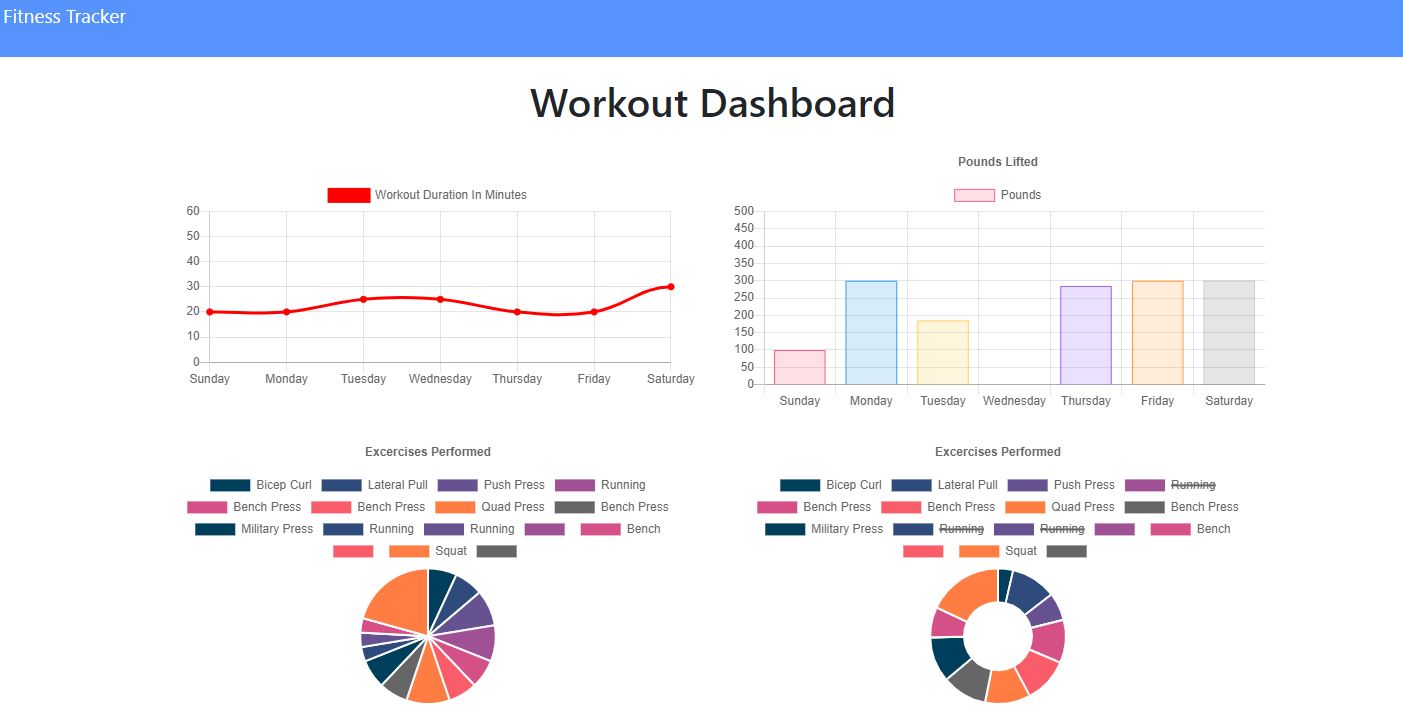 Fitness Tracker
Workout Dashboard
Workout Duration In Minutes
60
50
40
30
20
10
0
Sunday Monday Tuesday Wednesday Thursday Friday Saturday
Pounds Lifted
Pounds
500
450
400
350
300
250
200
150
100
50
0
Sunday Monday Tuesday Wednesday Thursday Friday Saturday
Excercises Performed
Bicep Curl Lateral Pull Push Press Running
Bench Press Bench Press Quad Press Bench Press
Military Press Running Running Bench
Squat
Excercises Performed
Bicep Curl Lateral Pull Push Press Running
Bench Press Bench Press Quad Press Bench Press
Military Press Running Running Bench
Squat